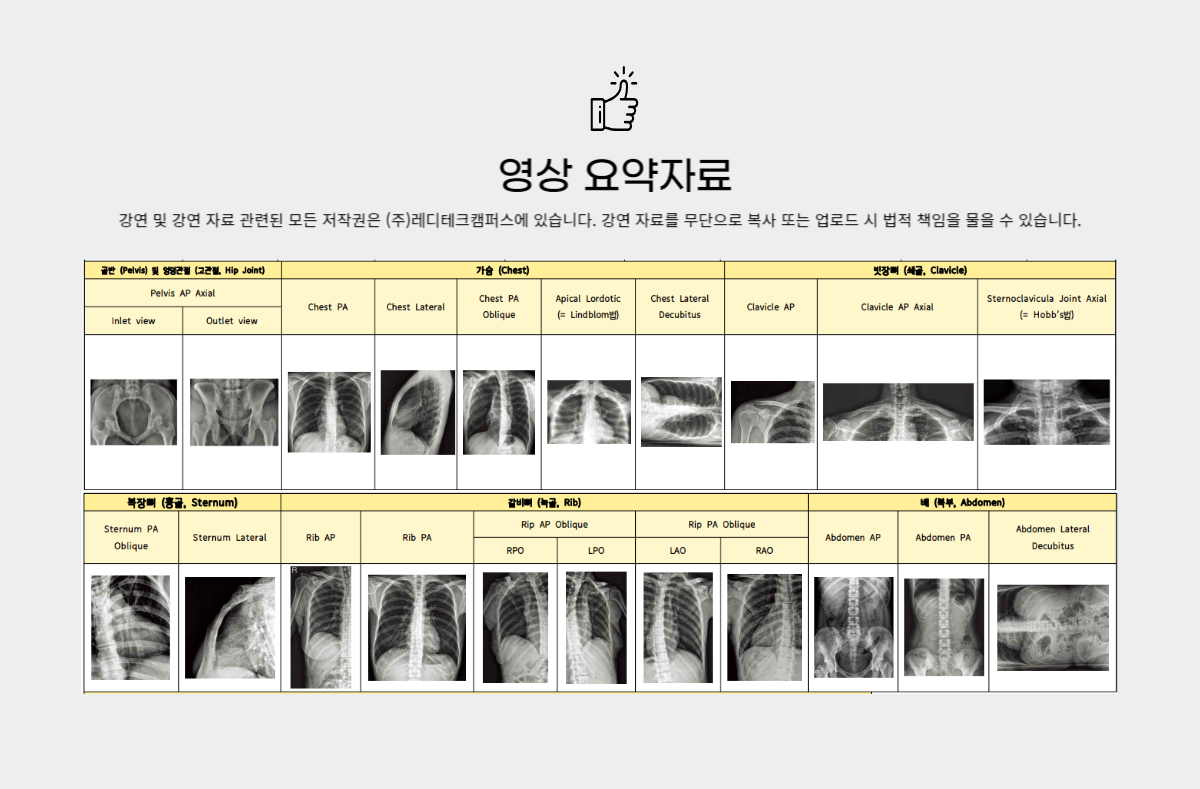 영상 요약자료
강연 및 강연 자료 관련된 모든 저작권은 (주)레디테크캠퍼스에 있습니다. 강연 자료를 무단으로 복사 또는 업로드 시 법적 책임을 물을 수 있습니다.
골반 (Pelvis) 및 엉덩관절 (고관절, Hip Joint)
가슴 (Chest)
빗장뼈 (쇄골, Clavicle)
Pelvis AP Axial
Inlet view
Outlet view
Chest PA
Chest Lateral
Chest PA
Oblique
Apical Lordotic
(= Lindblom법)
Chest Lateral
Decubitus
Clavicle AP
Clavicle AP Axial
Sternoclavicula Joint Axial
(= Hobb's법)
복장뼈 (흉골, Sternum)
갈비뼈 (늑골, Rib)
배 (복부, Abdomen)
Sternum PA
Oblique
Sternum Lateral
Rib AP
Rib PA
Rip AP Oblique
RPO
LPO
Rip PA Oblique
LAO
RAO
Abdomen AP
Abdomen PA
Abdomen Lateral
Decubitus
R